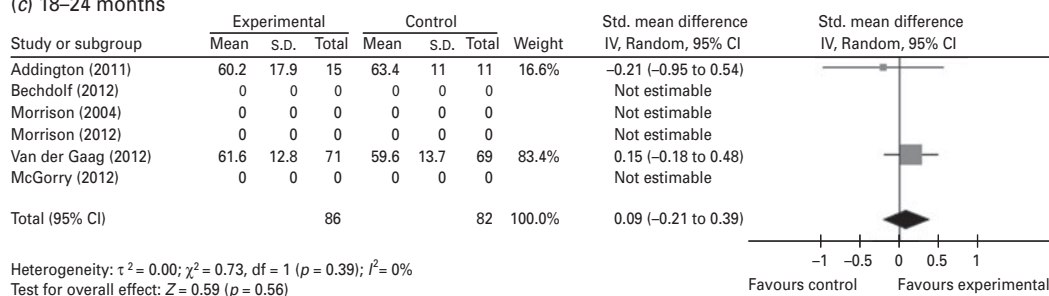 (c) 18–24 months
Experimental Control Std. mean difference Std. mean difference
Study or subgroup Mean S.D. Total Mean S.D. Total Weight IV, Random, 95% CI IV, Random, 95% CI
Addington (2011) 60.2 17.9 15 63.4 11 11 16.6% −0.21 (−0.95 to 0.54)
Bechdolf (2012) 0 0 0 0 0 0 Not estimable
Morrison (2004) 0 0 0 0 0 0 Not estimable
Morrison (2012) 0 0 0 0 0 0 Not estimable
Van der Gaag (2012) 61.6 12.8 71 59.6 13.7 69 83.4% 0.15 (−0.18 to 0.48)
McGorry (2012) 0 0 0 0 0 0 Not estimable
Total (95% CI) 86 82 100.0% 0.09 (−0.21 to 0.39)
−1 −0.5 0 0.5 1
Heterogeneity: τ² = 0.00; χ² = 0.73, df = 1 (p = 0.39); I² = 0%
Favours control Favours experimental
Test for overall effect: Z = 0.59 (p = 0.56)